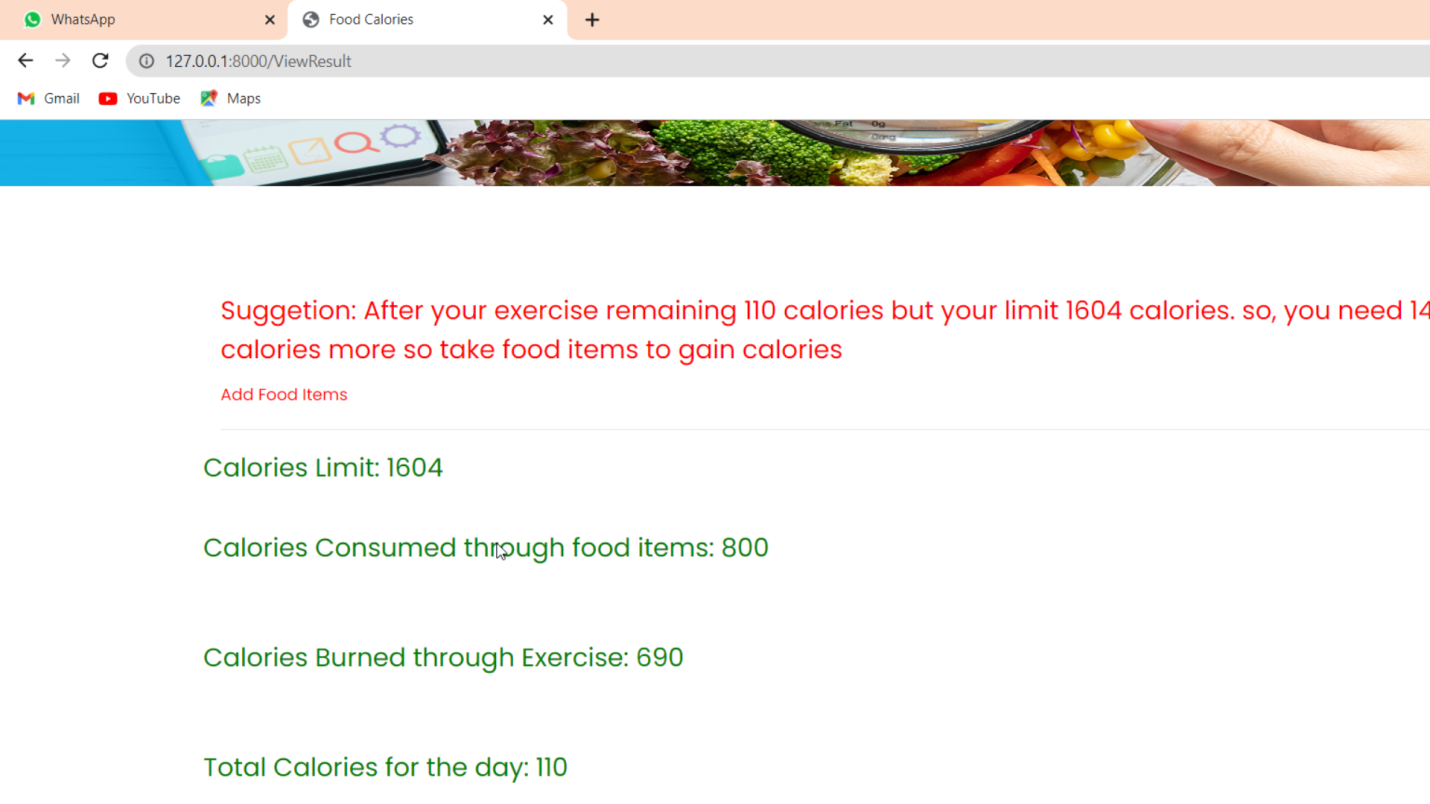 WhatsApp
Food Calories
127.0.0.1:8000/ViewResult
Gmail YouTube Maps
0g
Suggetion: After your exercise remaining 110 calories but your limit 1604 calories. so, you need 14
calories more so take food items to gain calories
Add Food Items
Calories Limit: 1604
Calories Consumed through food items: 800
Calories Burned through Exercise: 690
Total Calories for the day: 110